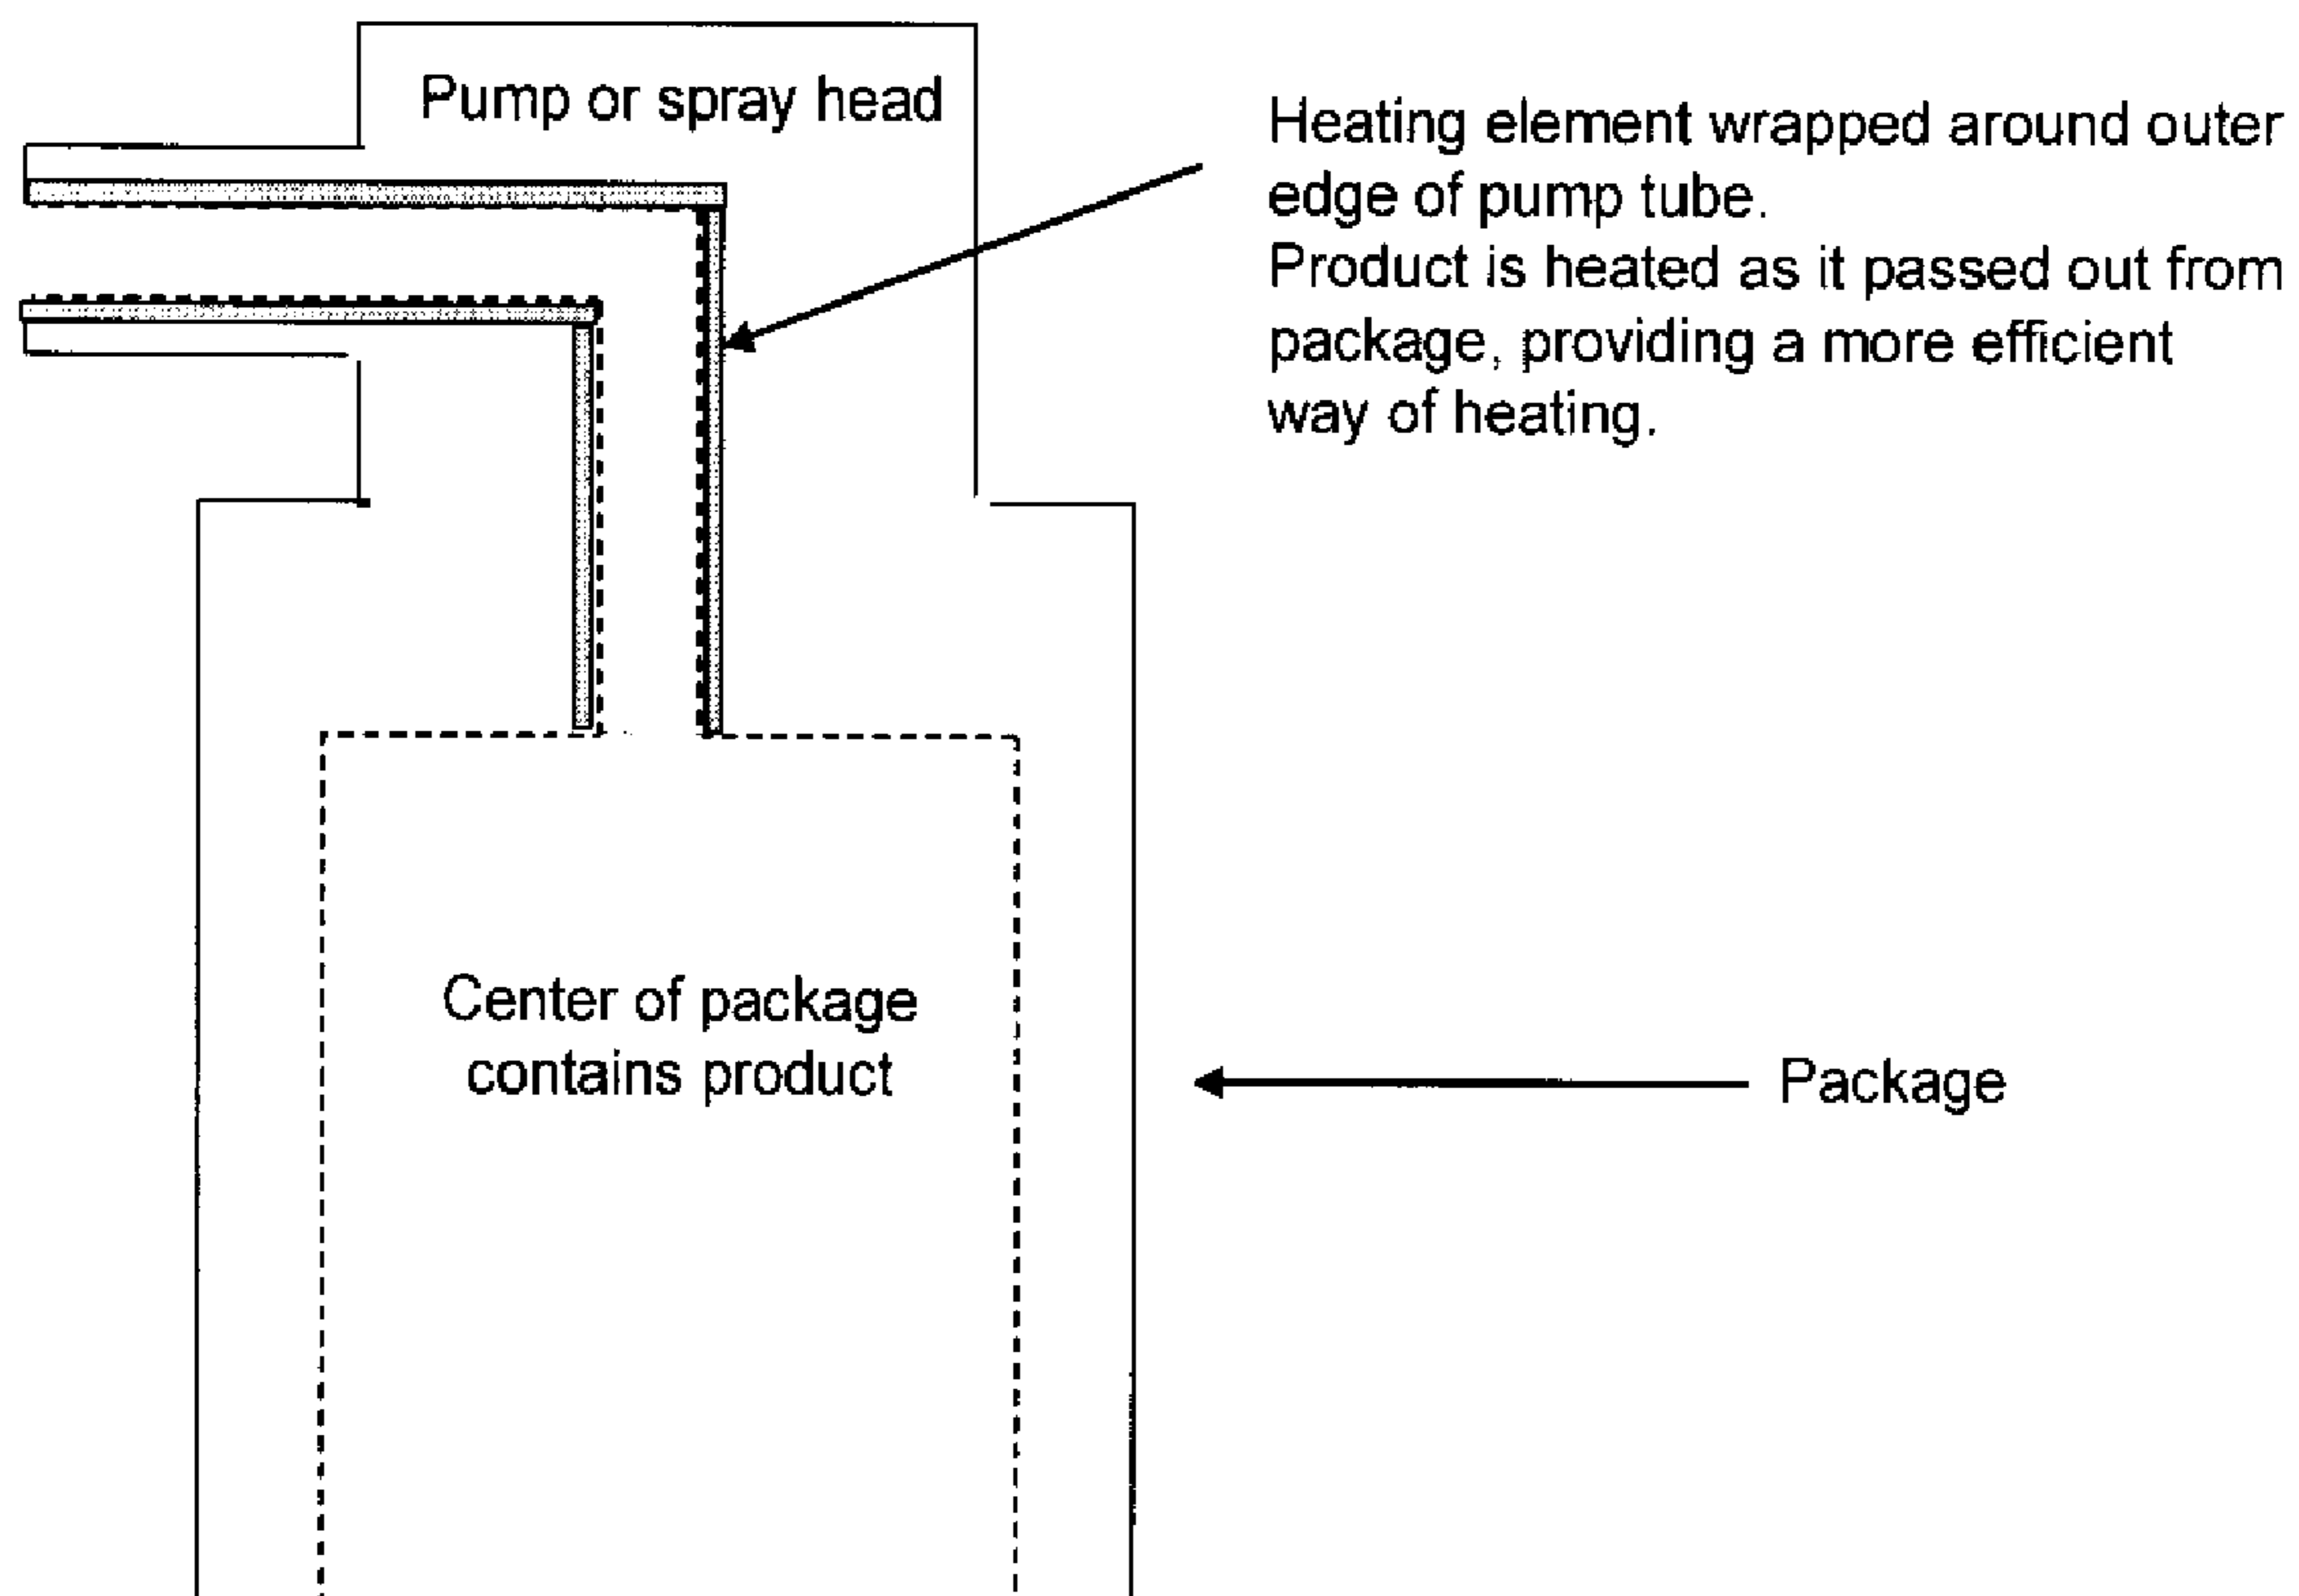 Pump or spray head
Heating element wrapped around outer
edge of pump tube.
Product is heated as it passed out from
package, providing a more efficient
way of heating.
Center of package
contains product
Package